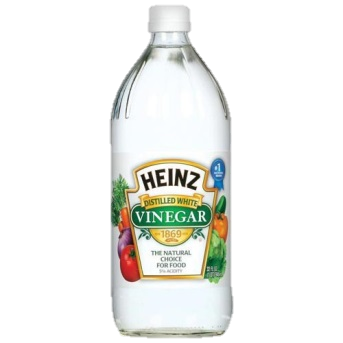 #1
HEINZ
DISTILLED WHITE
VINEGAR
1869
THE NATURAL
CHOICE
FOR FOOD
5% ACIDITY